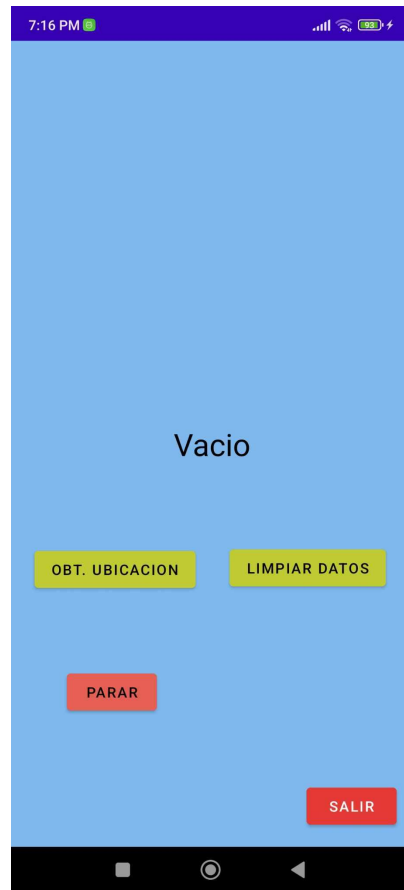 7:16 PM
93
Vacio
OBT. UBICACION
LIMPIAR DATOS
PARAR
SALIR